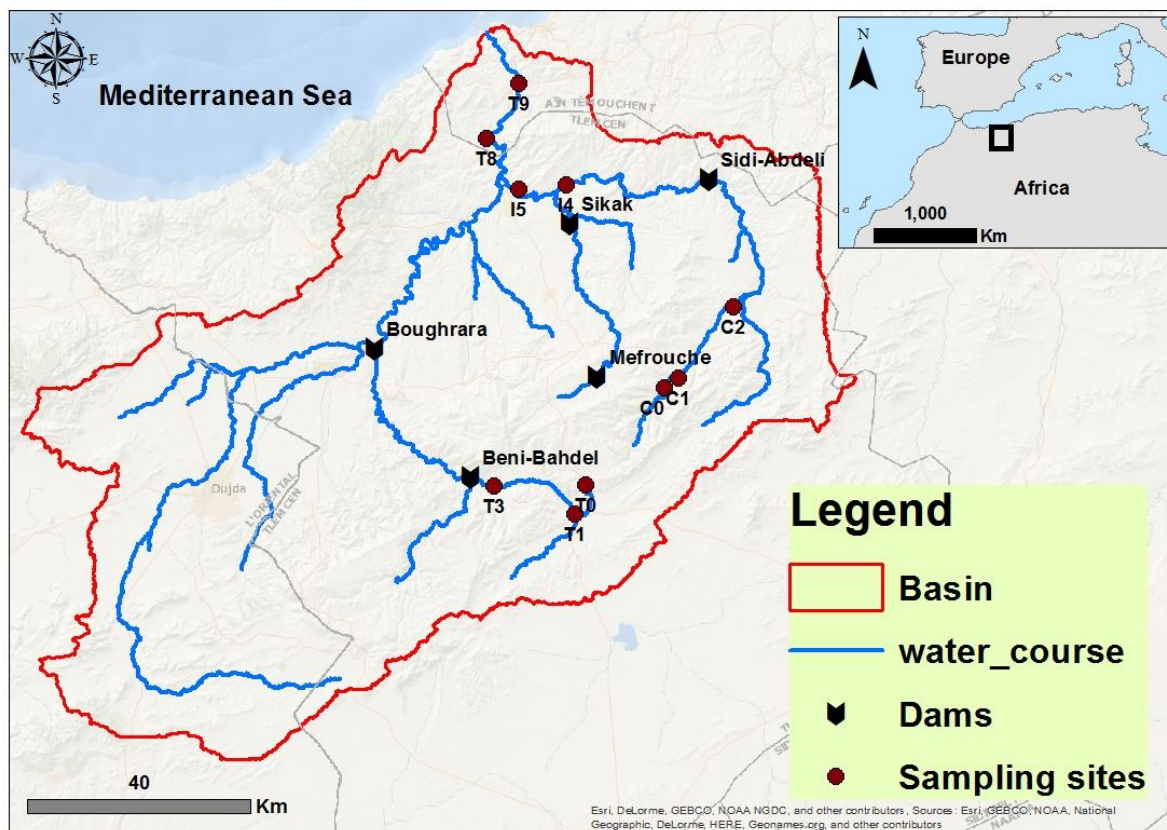 N
W E
S
Mediterranean Sea
T9
AIN TEMOUCHENT
TLEMCEN
T8
Sidi-Abdeli
I5
I4
Sikak
C2
Boughrara
Mefrouche
C1
C0
Beni-Bahdel
T3
T0
T1
Oujda
L'ORIENTAL
TLEMCEN
N
Europe
Africa
1,000
Km
Legend
Basin
water_course
Dams
Sampling sites
40
Km
Esri, DeLorme, GEBCO, NOAA NGDC, and other contributors, Sources: Esri, GEBCO, NOAA, National
Geographic, DeLorme, HERE, Geonames.org, and other contributors